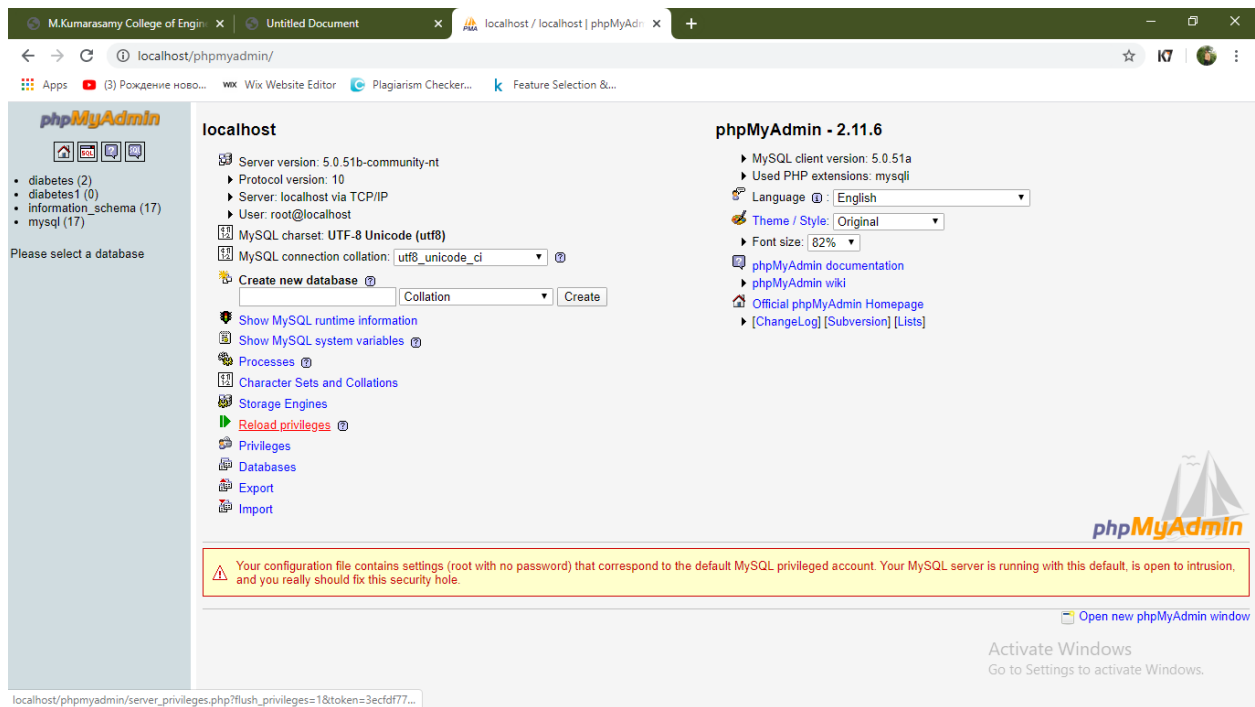 M.Kumarasamy College of Engin
Untitled Document
localhost / localhost | phpMyAdn
localhost/phpmyadmin/
K7
Apps
(3) Рождение ново...
WIX Wix Website Editor
Plagiarism Checker...
k Feature Selection &...
phpMyAdmin
SQL
diabetes (2)
diabetes1 (0)
information_schema (17)
mysql (17)
Please select a database
localhost
Server version: 5.0.51b-community-nt
Protocol version: 10
Server: localhost via TCP/IP
User: root@localhost
MySQL charset: UTF-8 Unicode (utf8)
MySQL connection collation: utf8_unicode_ci
Create new database
Collation Create
Show MySQL runtime information
Show MySQL system variables
Processes
Character Sets and Collations
Storage Engines
Reload privileges
Privileges
Databases
Export
Import
phpMyAdmin - 2.11.6
MySQL client version: 5.0.51a
Used PHP extensions: mysqli
Language : English
Theme / Style: Original
Font size: 82%
phpMyAdmin documentation
phpMyAdmin wiki
Official phpMyAdmin Homepage
[ChangeLog] [Subversion] [Lists]
phpMyAdmin
Your configuration file contains settings (root with no password) that correspond to the default MySQL privileged account. Your MySQL server is running with this default, is open to intrusion,
and you really should fix this security hole.
Open new phpMyAdmin window
Activate Windows
Go to Settings to activate Windows.
localhost/phpmyadmin/server_privileges.php?flush_privileges=1&token=3ecfdf77...